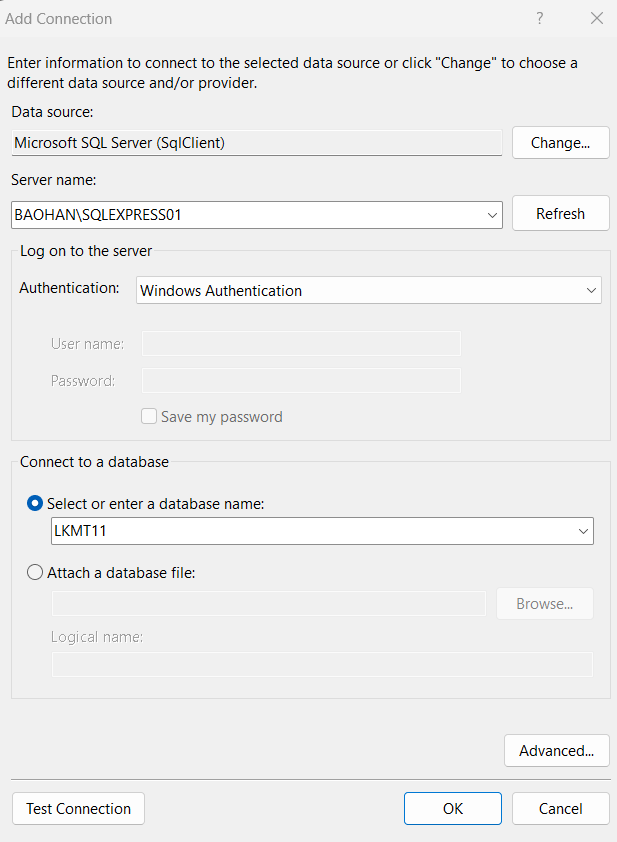 Add Connection
?
Enter information to connect to the selected data source or click "Change" to choose a
different data source and/or provider.
Data source:
Microsoft SQL Server (SqlClient)
Change...
Server name:
BAOHAN\SQLEXPRESS01
Refresh
Log on to the server
Authentication:
Windows Authentication
User name:
Password:
Save my password
Connect to a database
Select or enter a database name:
LKMT11
Attach a database file:
Browse...
Logical name:
Advanced...
Test Connection
OK
Cancel